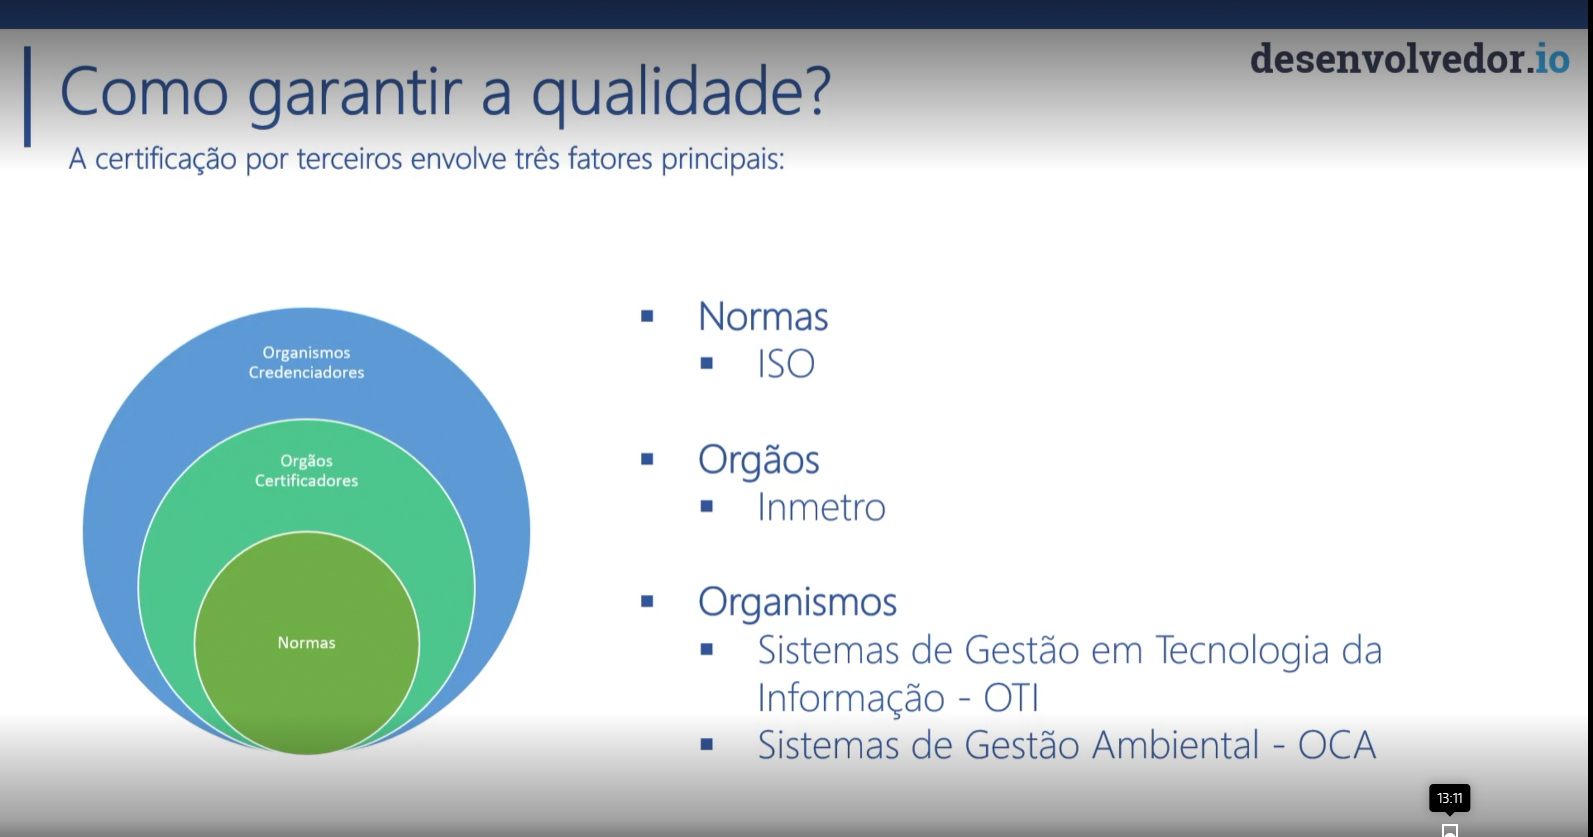 desenvolvedor.io
Como garantir a qualidade?
A certificação por terceiros envolve três fatores principais:
Organismos
Credenciadores
Orgãos
Certificadores
Normas
Normas
ISO
Orgãos
Inmetro
Organismos
Sistemas de Gestão em Tecnologia da
Informação - OTI
Sistemas de Gestão Ambiental - OCA
13:11